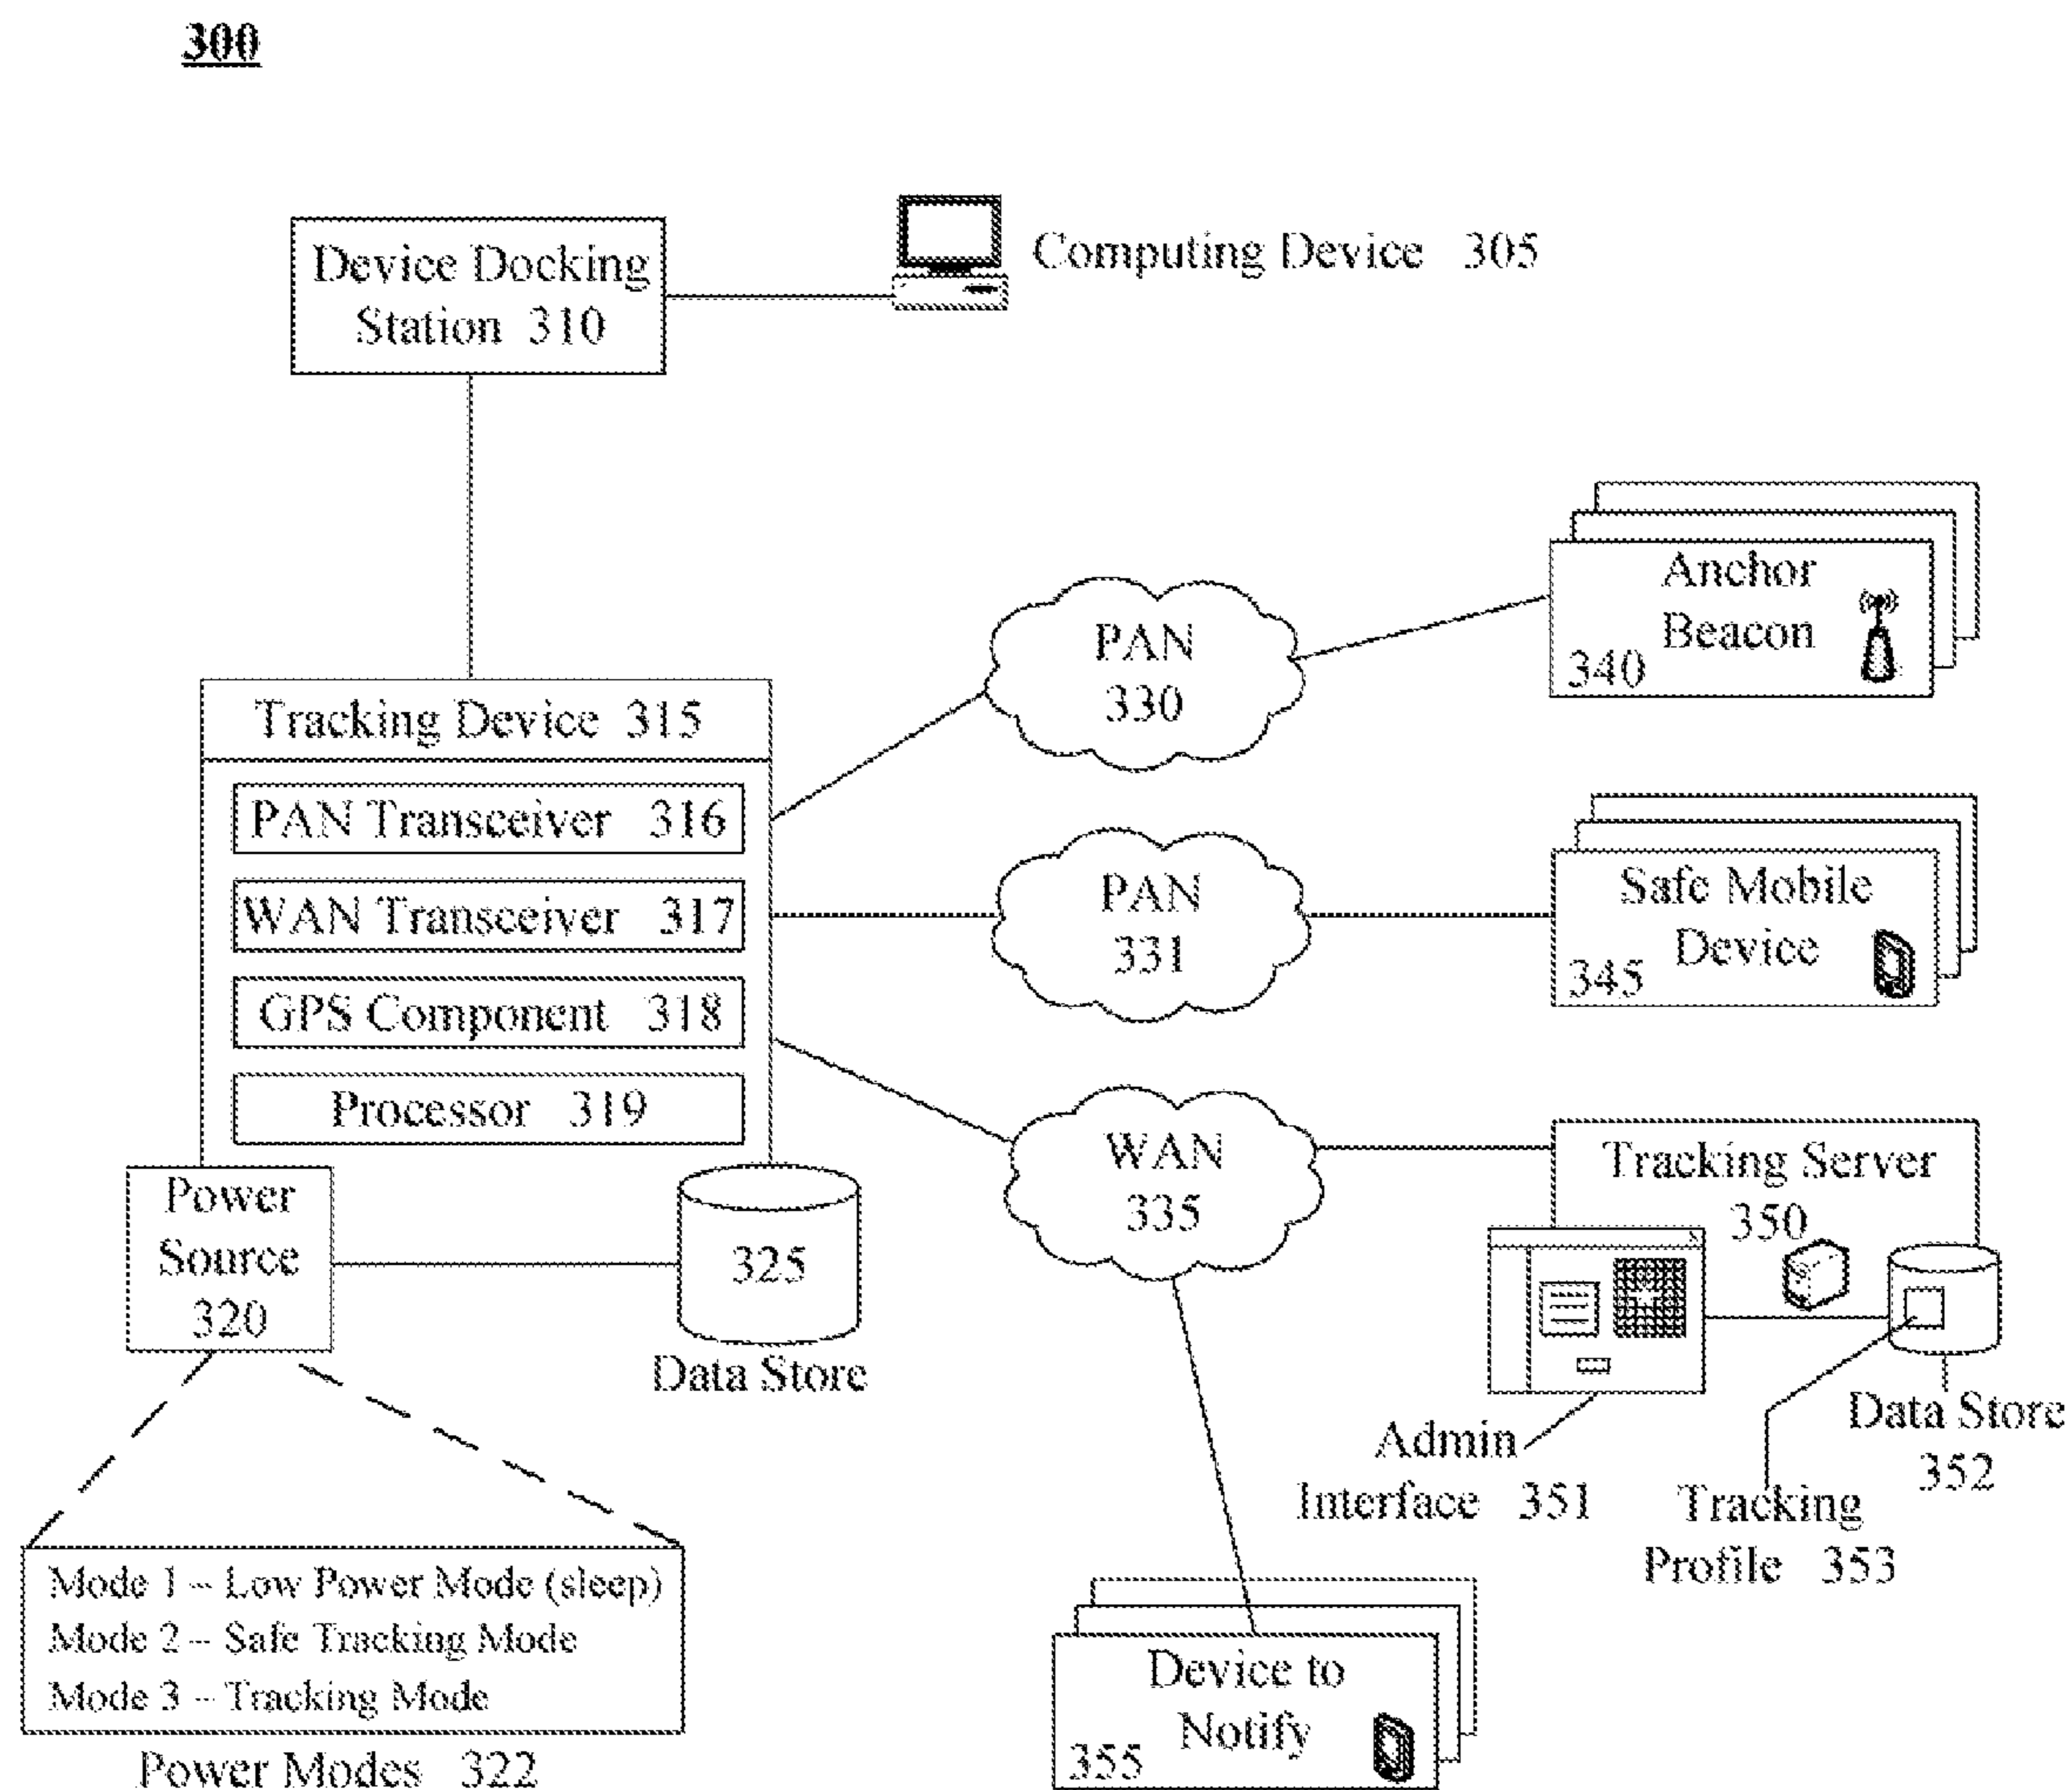 300
Device Docking
Station 310
Computing Device 305
Anchor
Beacon
340
PAN
330
Tracking Device 315
PAN Transceiver 316
WAN Transceiver 317
GPS Component 318
Processor 319
PAN
331
Safe Mobile
Device
345
Power
Source
320
325
Data Store
WAN
335
Tracking Server
350
Admin
Interface 351
Data Store
352
Tracking
Profile 353
Mode 1 – Low Power Mode (sleep)
Mode 2 – Safe Tracking Mode
Mode 3 – Tracking Mode
Power Modes 322
Device to
Notify
355